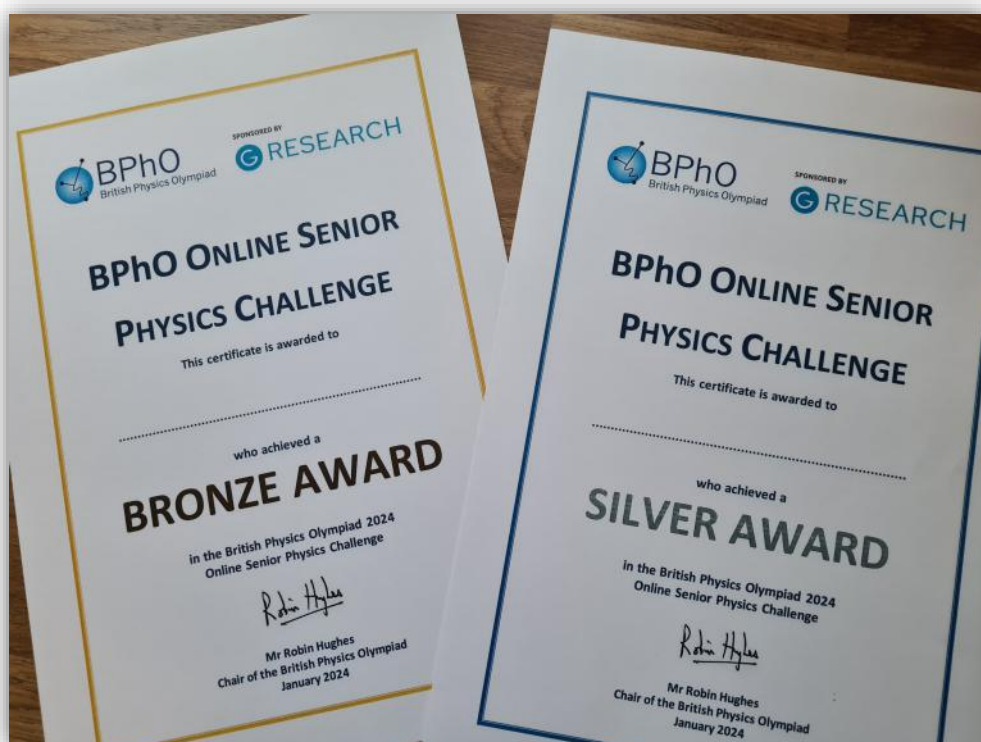 BPhO
British Physics Olympiad
SPONSORED BY
G RESEARCH
BPhO ONLINE SENIOR
PHYSICS CHALLENGE
This certificate is awarded to
who achieved a
BRONZE AWARD
in the British Physics Olympiad 2024
Online Senior Physics Challenge
Robin Hughes
Mr Robin Hughes
Chair of the British Physics Olympiad
January 2024
BPhO
British Physics Olympiad
SPONSORED BY
G RESEARCH
BPhO ONLINE SENIOR
PHYSICS CHALLENGE
This certificate is awarded to
who achieved a
SILVER AWARD
in the British Physics Olympiad 2024
Online Senior Physics Challenge
Robin Hughes
Mr Robin Hughes
Chair of the British Physics Olympiad
January 2024